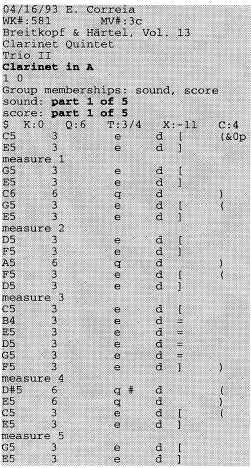 04/16/93 E. Correia
WK#:581 MV#:3c
Breitkopf & Härtel, Vol. 13
Clarinet Quintet
Trio II
Clarinet in A
1 0
Group memberships: sound, score
sound: part 1 of 5
score: part 1 of 5
$ K:0 Q:6 T:3/4 X:-11 C:4
C5 3 e d [ (&0p
E5 3 e d ]
measure 1
G5 3 e d [
E5 3 e d ]
C6 6 q d )
G5 3 e d [ (
E5 3 e d ]
measure 2
D5 3 e d [
F5 3 e d ]
A5 6 q d )
F5 3 e d [ (
D5 3 e d ]
measure 3
C5 3 e d [
B4 3 e d =
E5 3 e d =
D5 3 e d =
G5 3 e d =
F5 3 e d ] )
measure 4
D#5 6 q # d (
E5 6 q d )
C5 3 e d [ (
E5 3 e d ]
measure 5
G5 3 e d [
E5 3 e d ]